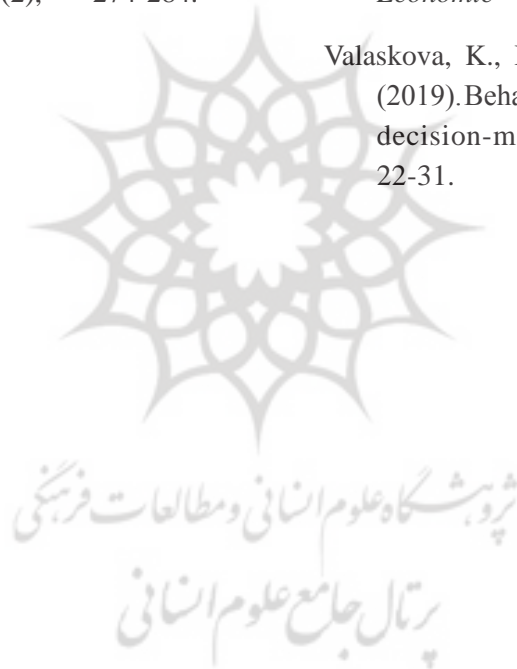 (2), 274-284.
Economic
Valaskova, K.,
(2019).Beha
decision-m
22-31.
پژوهشگاه علوم انسانی و مطالعات فرهنگی
پرتال جامع علوم انسانی